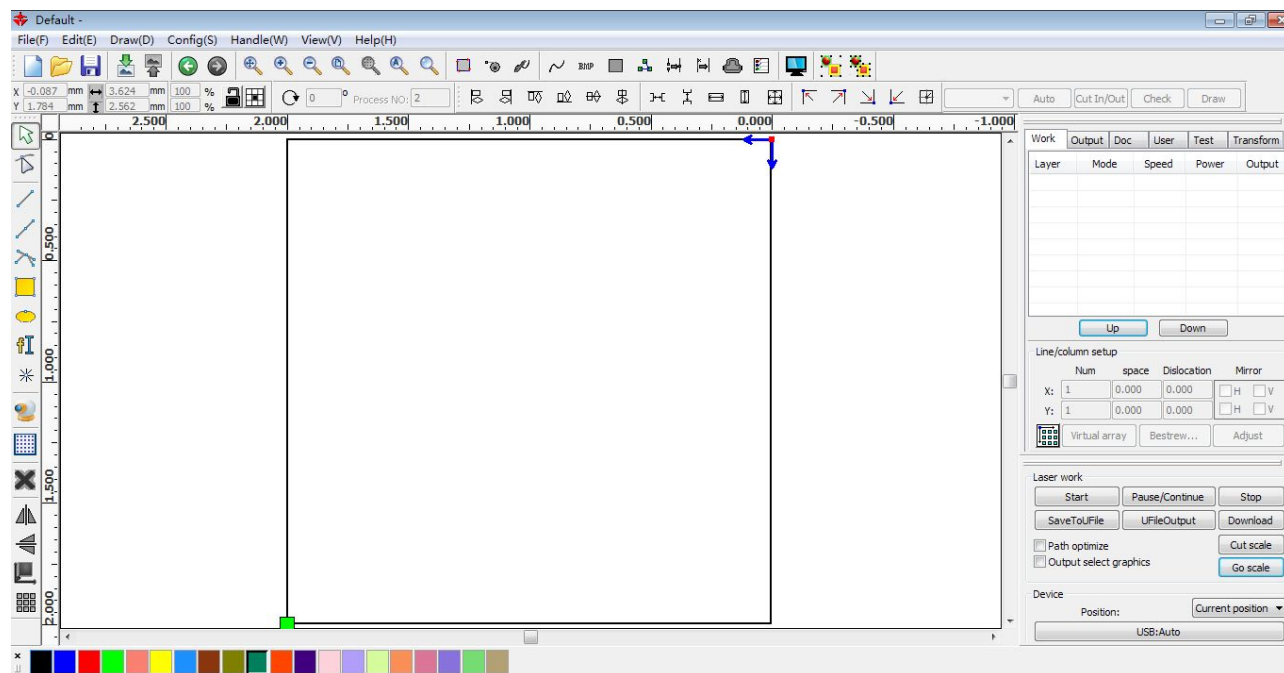 Default -
File(F) Edit(E) Draw(D) Config(S) Handle(W) View(V) Help(H)
BMP
X -0.087 mm 3.624 mm 100 %
Y 1.784 mm 2.562 mm 100 %
0 ° Process NO: 2
Auto Cut In/Out Check Draw
2.500 2.000 1.500 1.000 0.500 0.000 -0.500 -1.000
0
0.500
1.000
1.500
2.000
Work Output Doc User Test Transform
Layer Mode Speed Power Output
Up Down
Line/column setup
Num space Dislocation Mirror
X: 1 0.000 0.000 H V
Y: 1 0.000 0.000 H V
Virtual array Bestrew... Adjust
Laser work
Start Pause/Continue Stop
SaveToUFile UFileOutput Download
Path optimize Cut scale
Output select graphics Go scale
Device
Position: Current position
USB:Auto